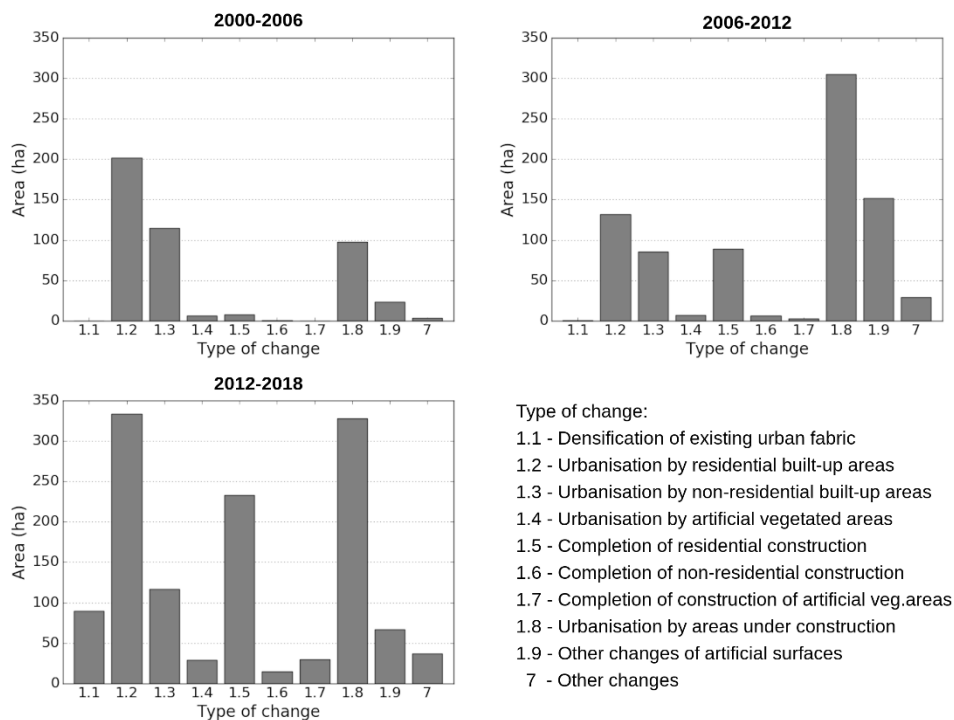 2000-2006
350
300
250
200
150
100
50
0
Area (ha)
1.1 1.2 1.3 1.4 1.5 1.6 1.7 1.8 1.9 7
Type of change
2006-2012
350
300
250
200
150
100
50
0
Area (ha)
1.1 1.2 1.3 1.4 1.5 1.6 1.7 1.8 1.9 7
Type of change
2012-2018
350
300
250
200
150
100
50
0
Area (ha)
1.1 1.2 1.3 1.4 1.5 1.6 1.7 1.8 1.9 7
Type of change
Type of change:
1.1 - Densification of existing urban fabric
1.2 - Urbanisation by residential built-up areas
1.3 - Urbanisation by non-residential built-up areas
1.4 - Urbanisation by artificial vegetated areas
1.5 - Completion of residential construction
1.6 - Completion of non-residential construction
1.7 - Completion of construction of artificial veg.areas
1.8 - Urbanisation by areas under construction
1.9 - Other changes of artificial surfaces
7 - Other changes